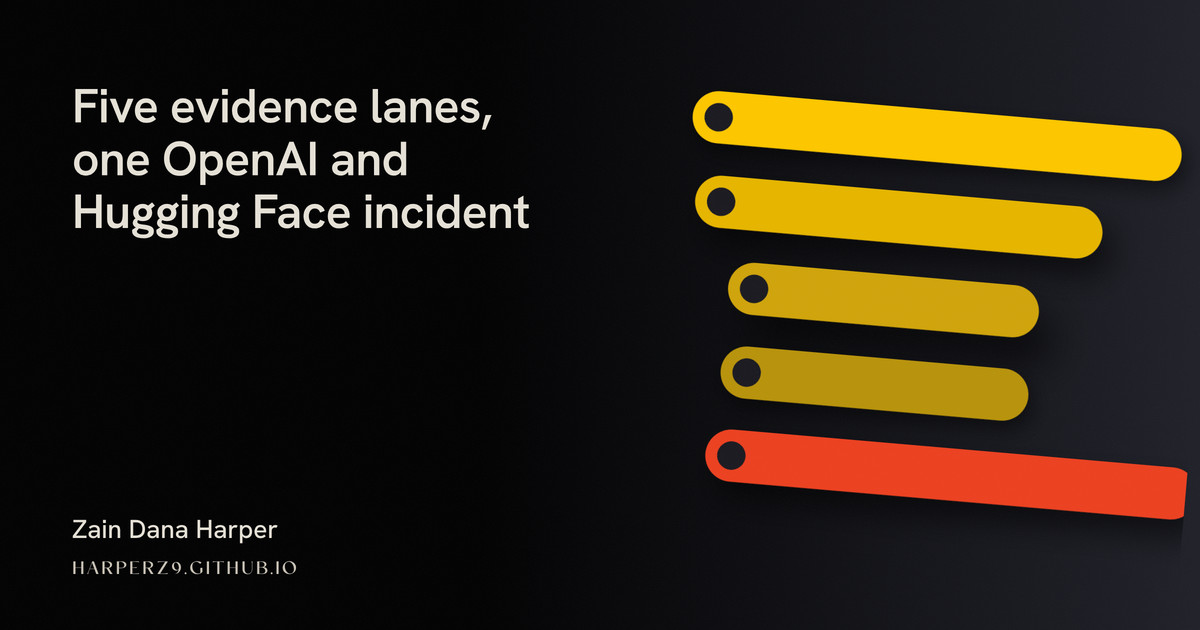 Five evidence lanes,
one OpenAI and
Hugging Face incident
Zain Dana Harper
HARPERZ9.GITHUB.IO